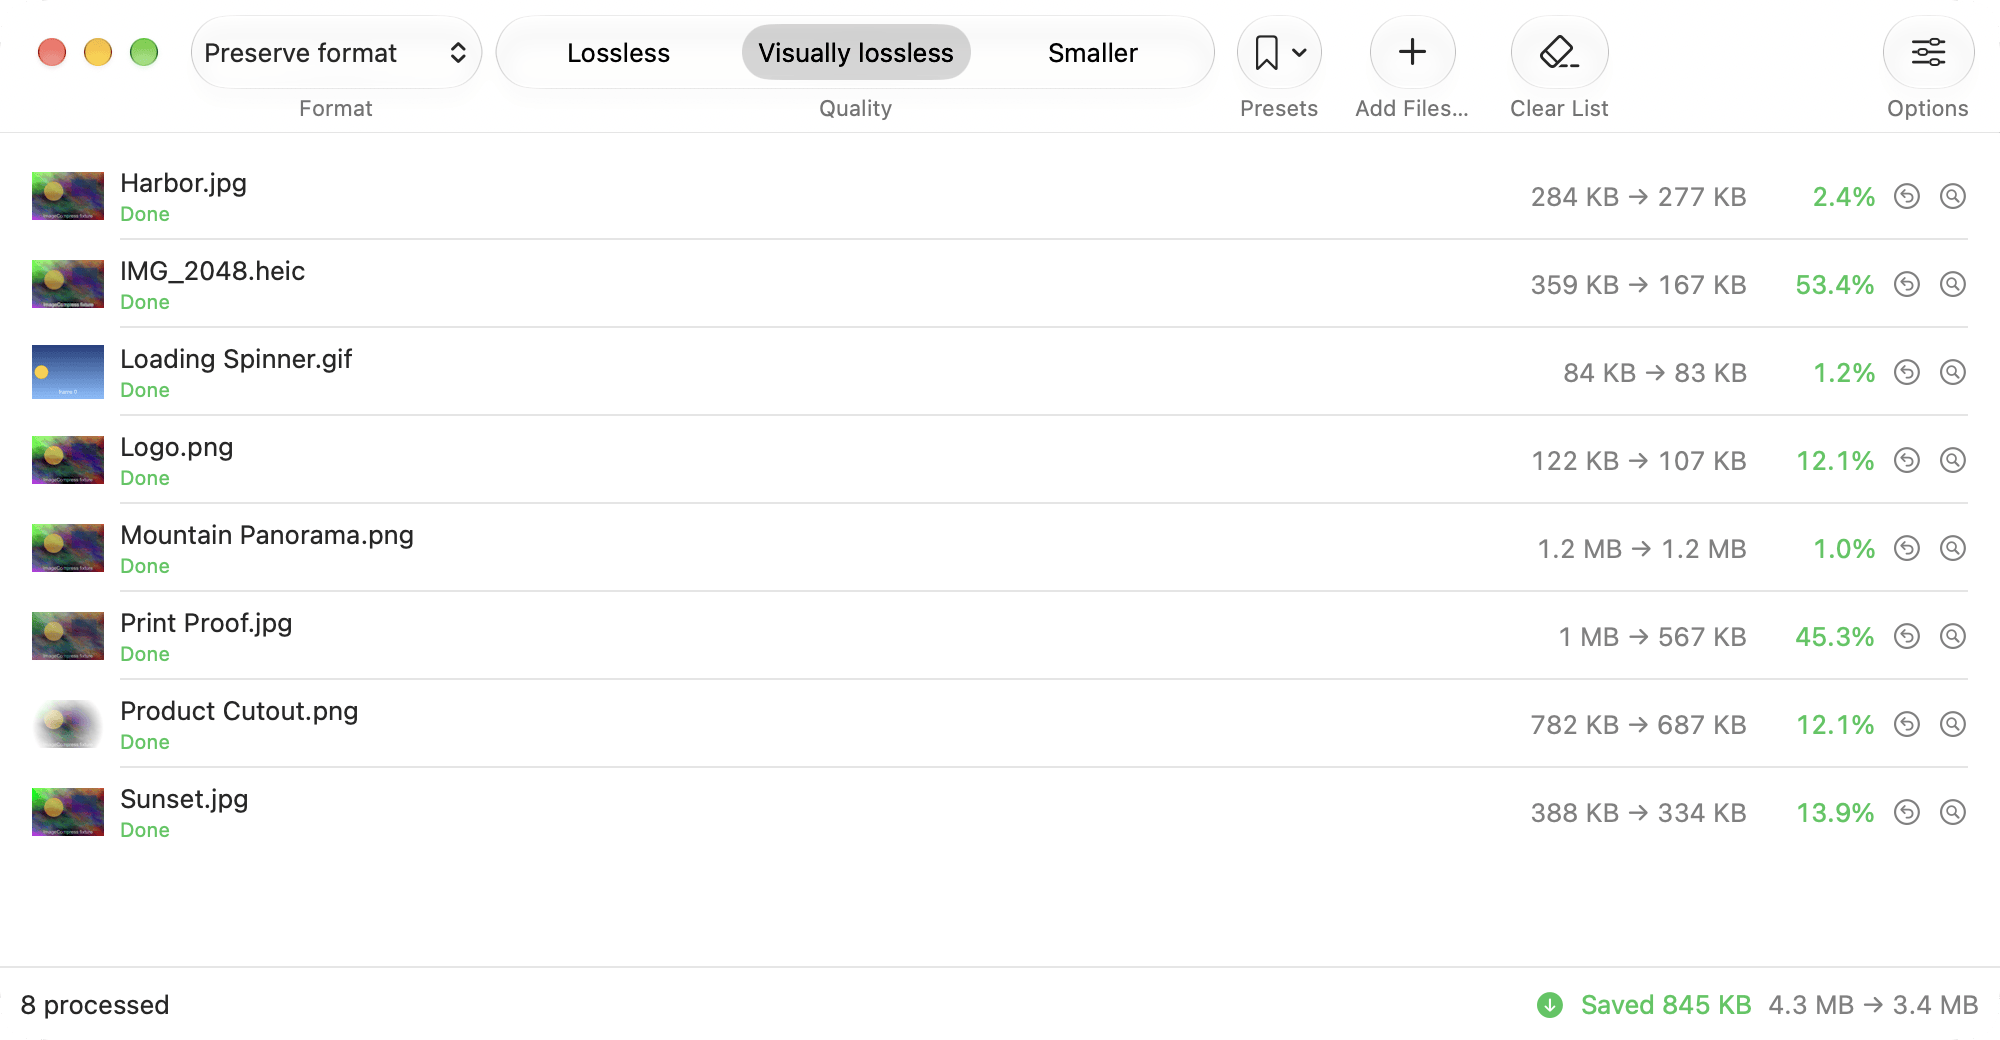 Preserve format
Lossless
Visually lossless
Smaller
Format
Quality
Presets
Add Files...
Clear List
Options
Harbor.jpg
Done
284 KB → 277 KB
2.4%
IMG_2048.heic
Done
359 KB → 167 KB
53.4%
Loading Spinner.gif
Done
84 KB → 83 KB
1.2%
Logo.png
Done
122 KB → 107 KB
12.1%
Mountain Panorama.png
Done
1.2 MB → 1.2 MB
1.0%
Print Proof.jpg
Done
1 MB → 567 KB
45.3%
Product Cutout.png
Done
782 KB → 687 KB
12.1%
Sunset.jpg
Done
388 KB → 334 KB
13.9%
8 processed
Saved 845 KB 4.3 MB → 3.4 MB